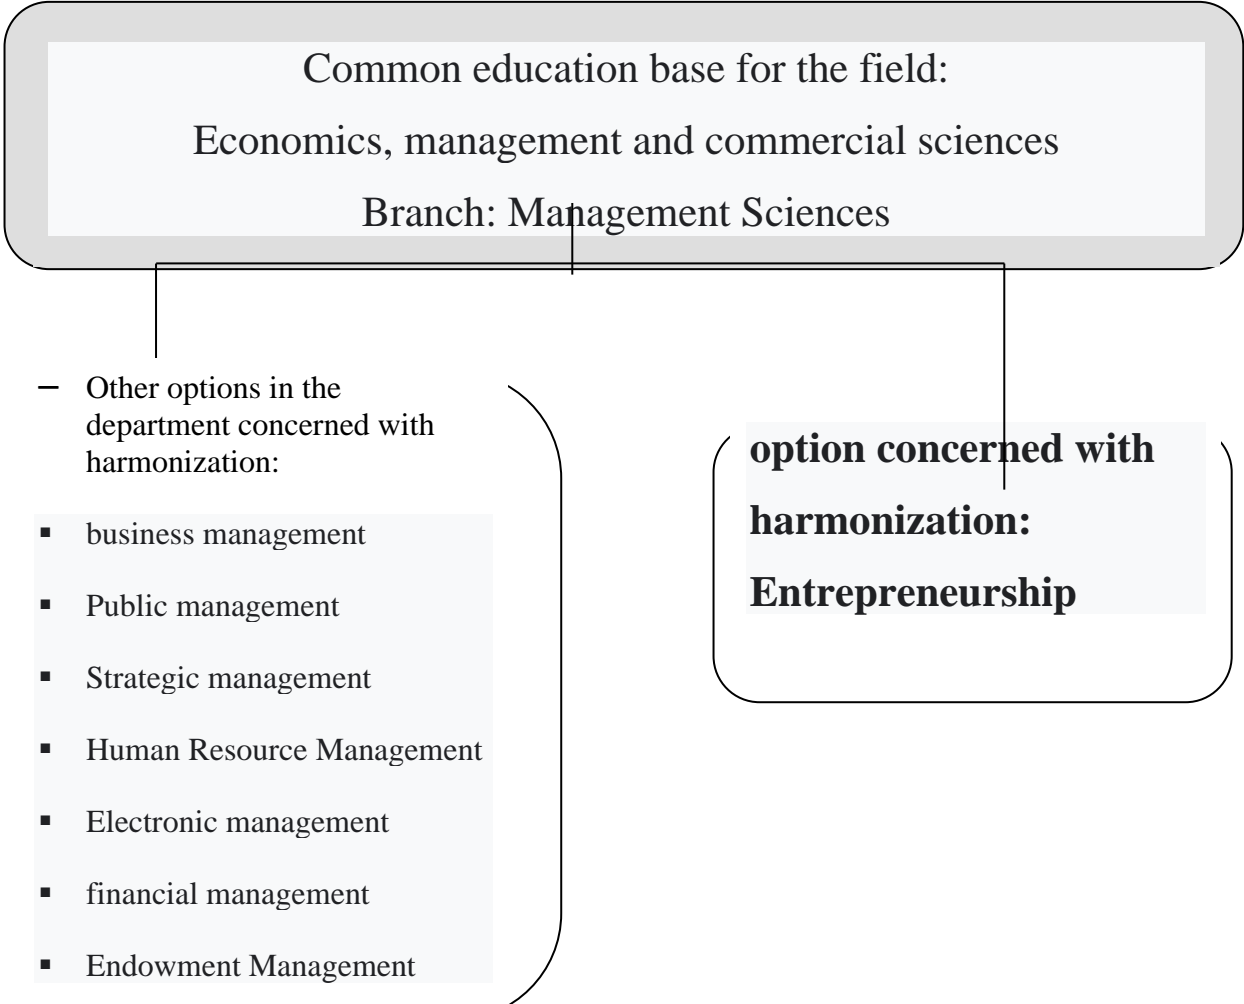 Common education base for the field:
Economics, management and commercial sciences
Branch: Management Sciences
– Other options in the
department concerned with
harmonization:
▪ business management
▪ Public management
▪ Strategic management
▪ Human Resource Management
▪ Electronic management
▪ financial management
▪ Endowment Management
option concerned with
harmonization:
Entrepreneurship